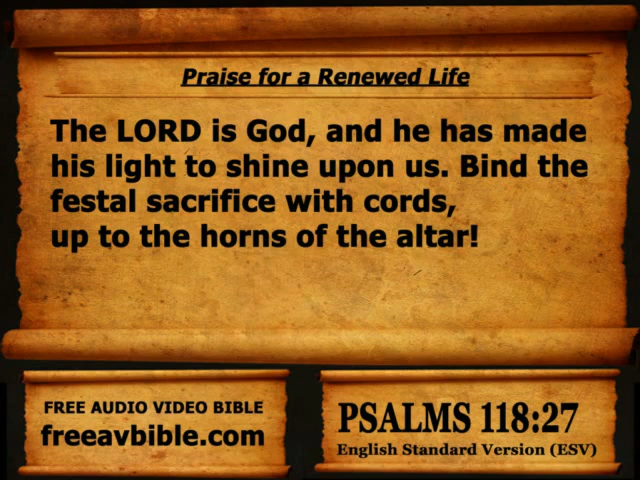 Praise for a Renewed Life
The LORD is God, and he has made
his light to shine upon us. Bind the
festal sacrifice with cords,
up to the horns of the altar!
FREE AUDIO VIDEO BIBLE
freeavbible.com
PSALMS 118:27
English Standard Version (ESV)